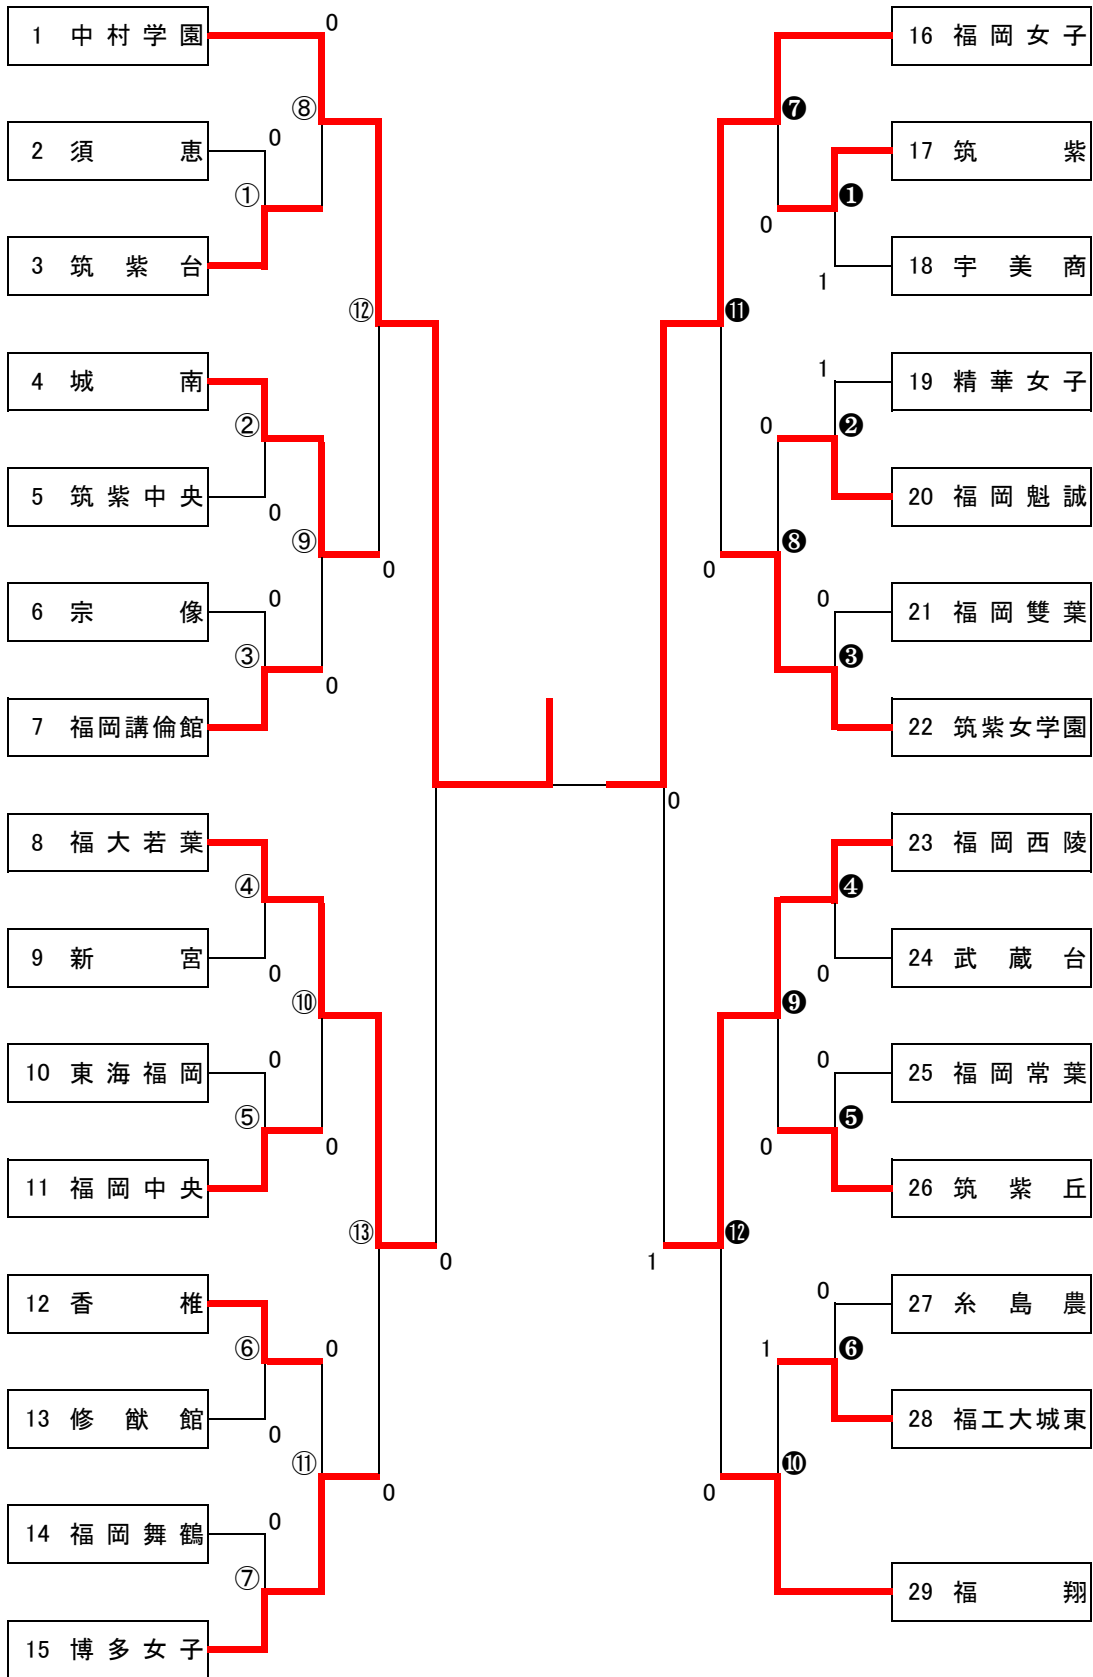 1 中村学園
0
⑧
2 須恵
0
①
3 筑紫台
⑫
4 城南
②
5 筑紫中央
0
⑨
0
6 宗像
0
③
0
7 福岡講倫館
8 福大若葉
④
9 新宮
0
⑩
10 東海福岡
0
⑤
0
11 福岡中央
⑬
0
12 香椎
⑥
0
13 修猷館
0
⑪
0
14 福岡舞鶴
0
⑦
15 博多女子
16 福岡女子
❼
17 筑紫
❶
0
18 宇美商
1
⓫
19 精華女子
1
0
❷
20 福岡魁誠
❽
0
21 福岡雙葉
0
❸
22 筑紫女学園
0
23 福岡西陵
❹
24 武蔵台
0
❾
25 福岡常葉
0
❺
0
26 筑紫丘
⓬
1
27 糸島農
0
1
❻
28 福工大城東
❿
0
29 福翔